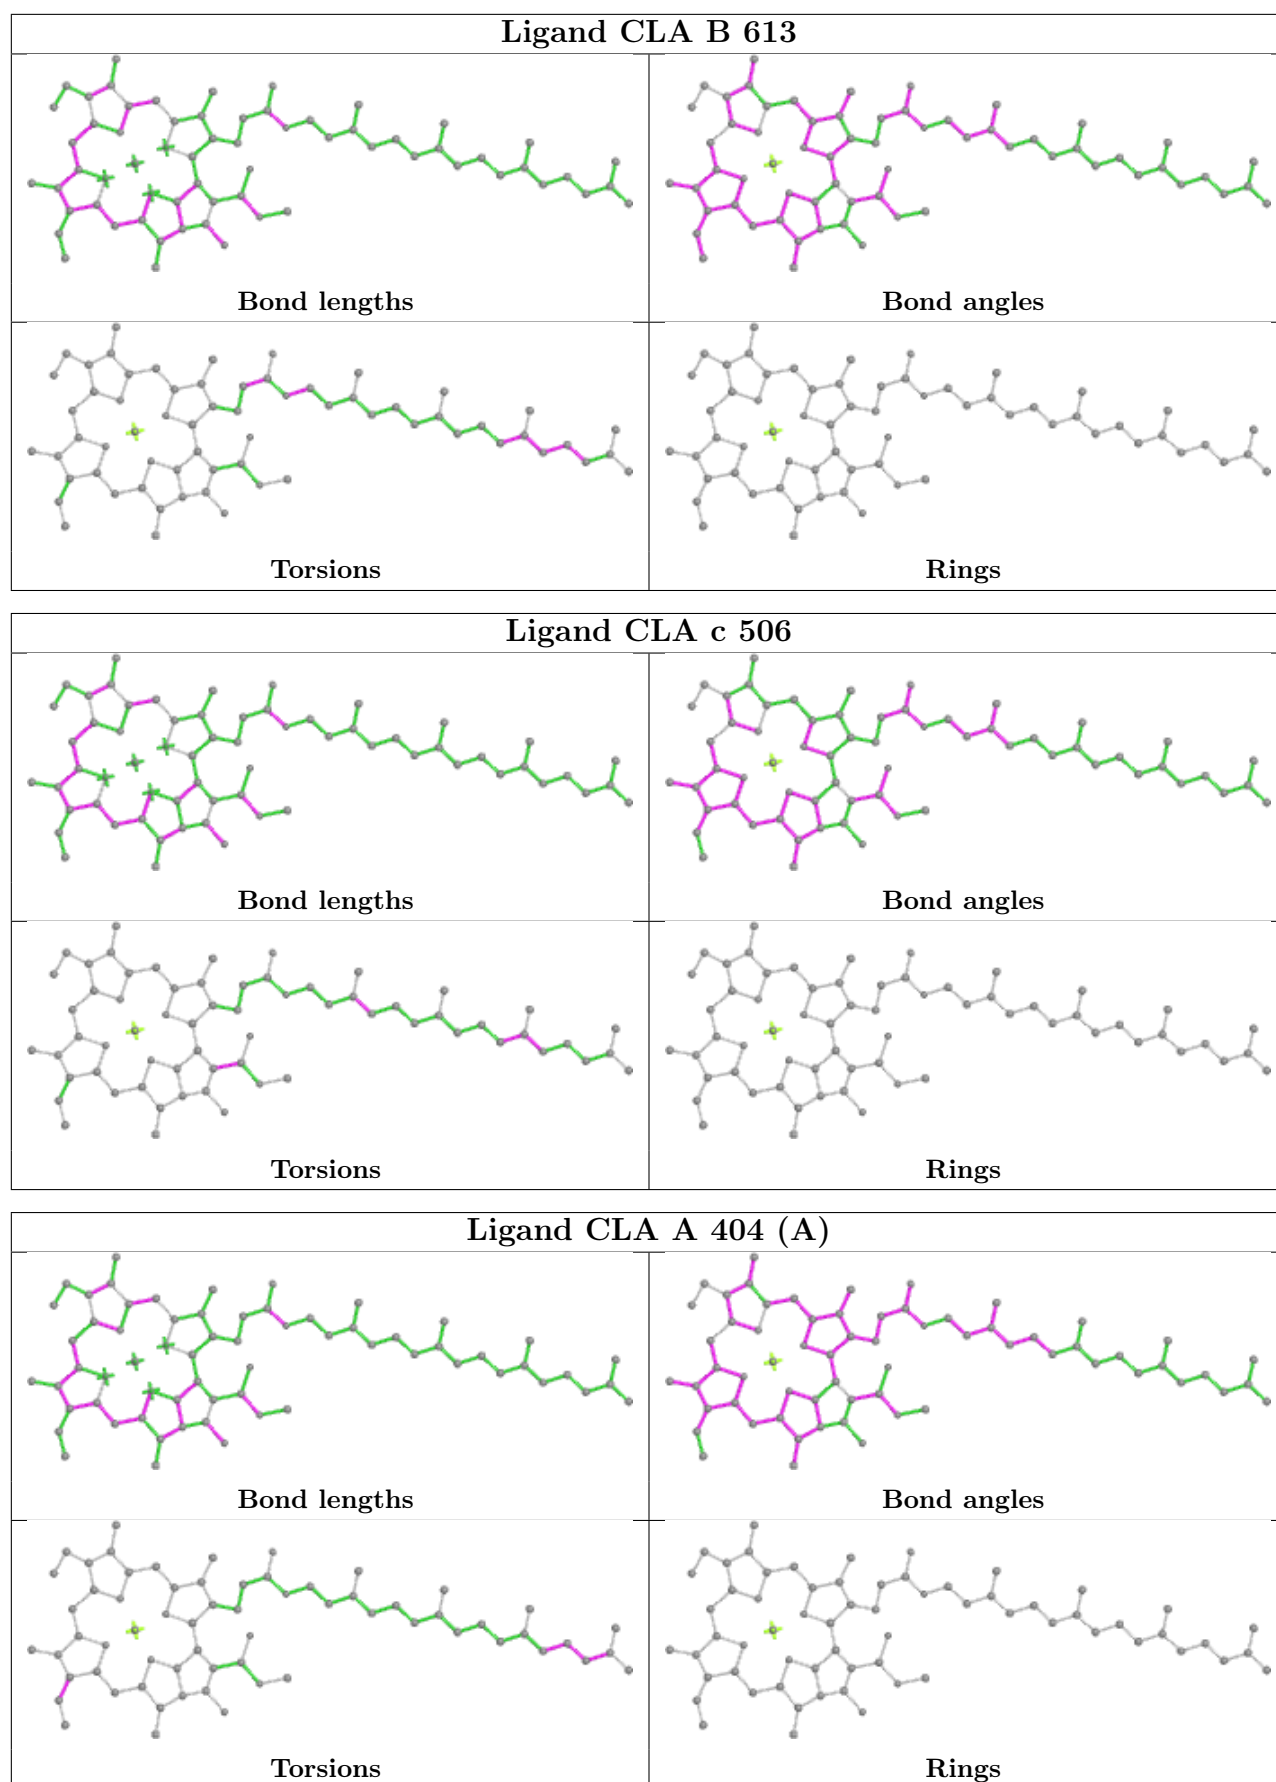 Ligand CLA B 613
Bond lengths
Bond angles
Torsions
Rings
Ligand CLA c 506
Bond lengths
Bond angles
Torsions
Rings
Ligand CLA A 404 (A)
Bond lengths
Bond angles
Torsions
Rings